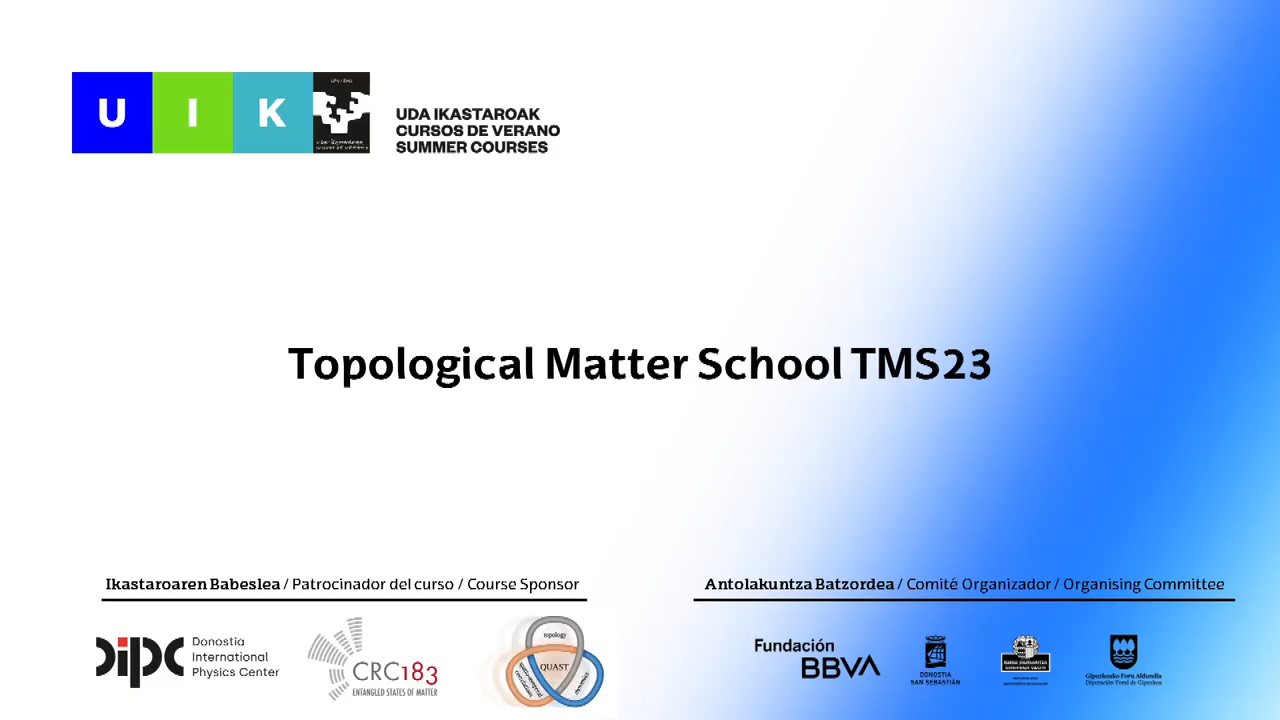 U I K
UDA IKASTAROAK
CURSOS DE VERANO
SUMMER COURSES
Topological Matter School TMS23
Ikastaroaren Babeslea / Patrocinador del curso / Course Sponsor
Antolakuntza Batzordea / Comité Organizador / Organising Committee
dipc
Donostia
International
Physics Center
CRC183
ENTANGLED STATES OF MATTER
topology
QUAST
dynamics
Fundación
BBVA
DONOSTIA
SAN SEBASTIÁN
Gipuzkoako Foru Aldundia
Diputación Foral de Gipuzkoa